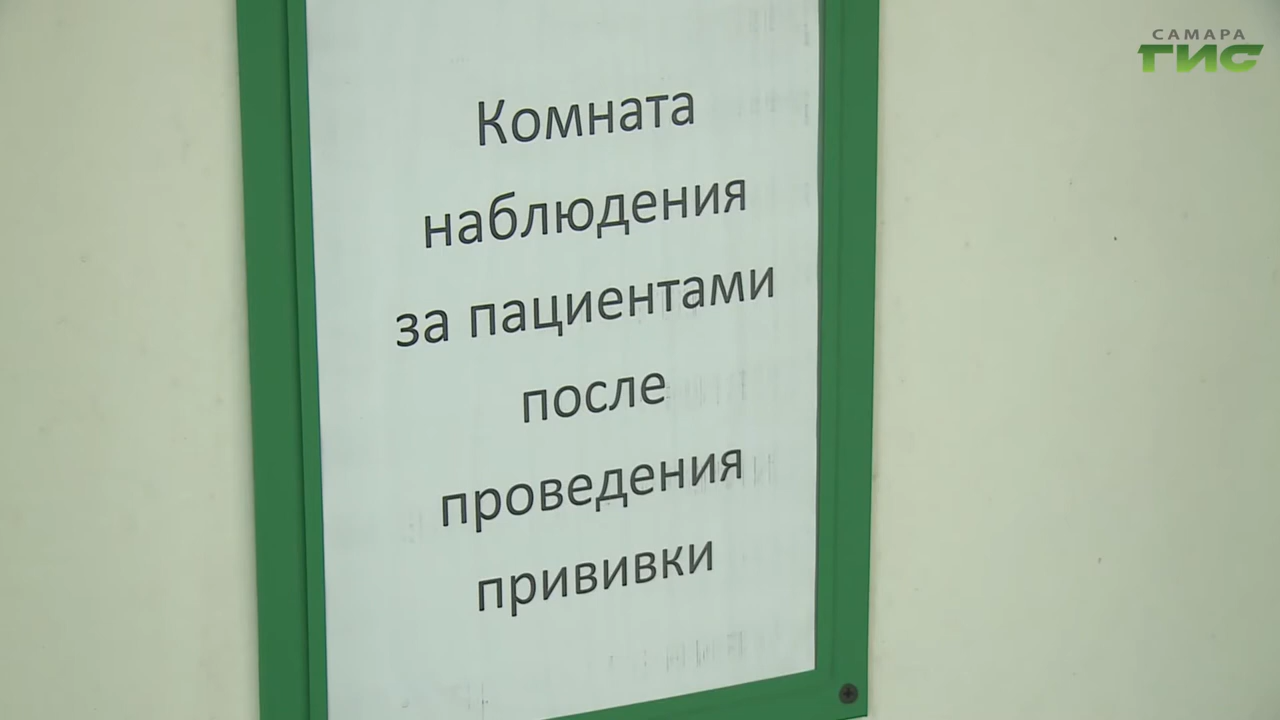 САМАРА
ГИС
Комната
наблюдения
за пациентами
после
проведения
прививки